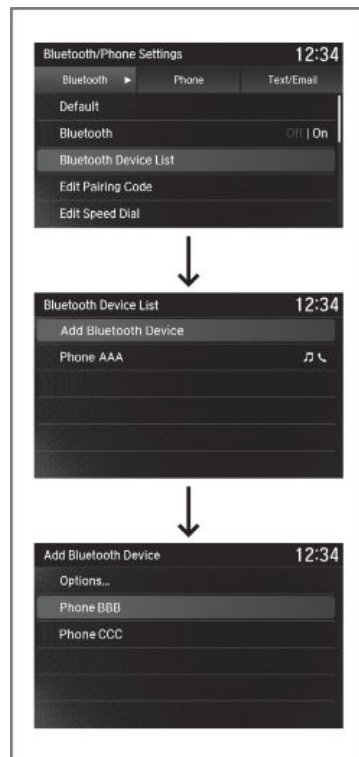 Bluetooth/Phone Settings 12:34
Bluetooth Phone Text/Email
Default
Bluetooth Off | On
Bluetooth Device List
Edit Pairing Code
Edit Speed Dial
Bluetooth Device List 12:34
Add Bluetooth Device
Phone AAA
Add Bluetooth Device 12:34
Options...
Phone BBB
Phone CCC